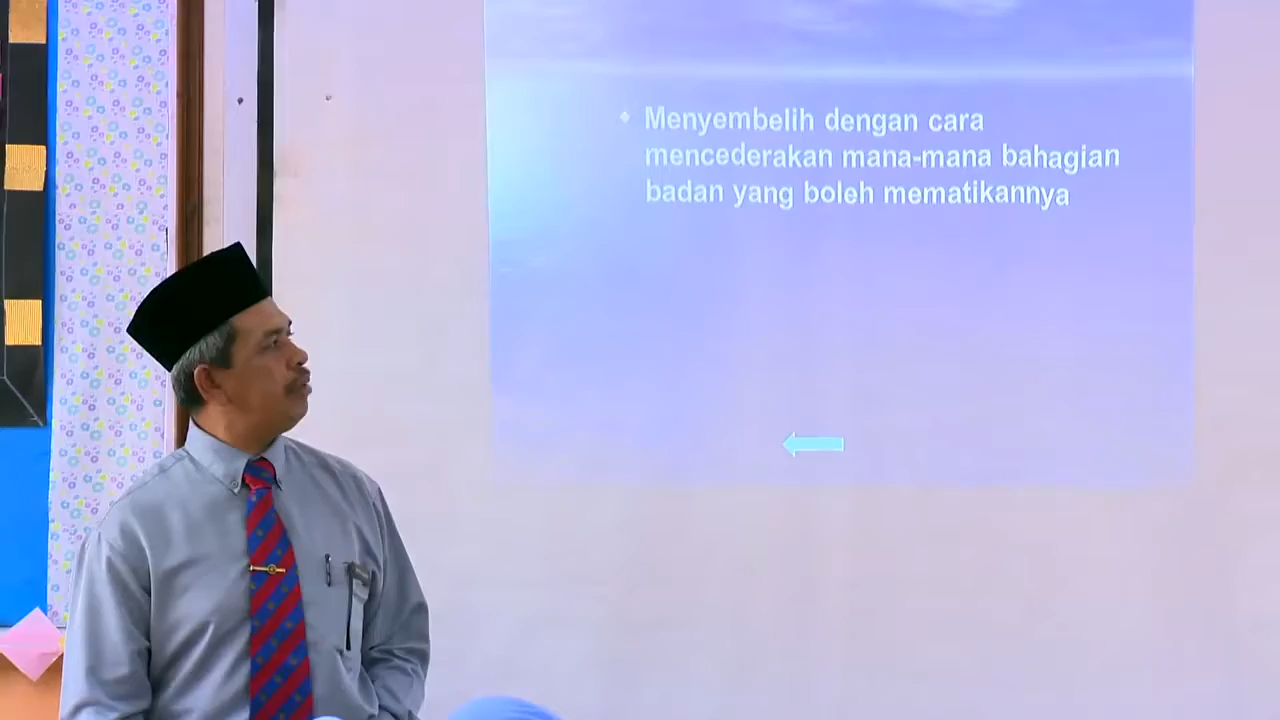 Menyembelih dengan cara
mencederakan mana-mana bahagian
badan yang boleh mematikannya